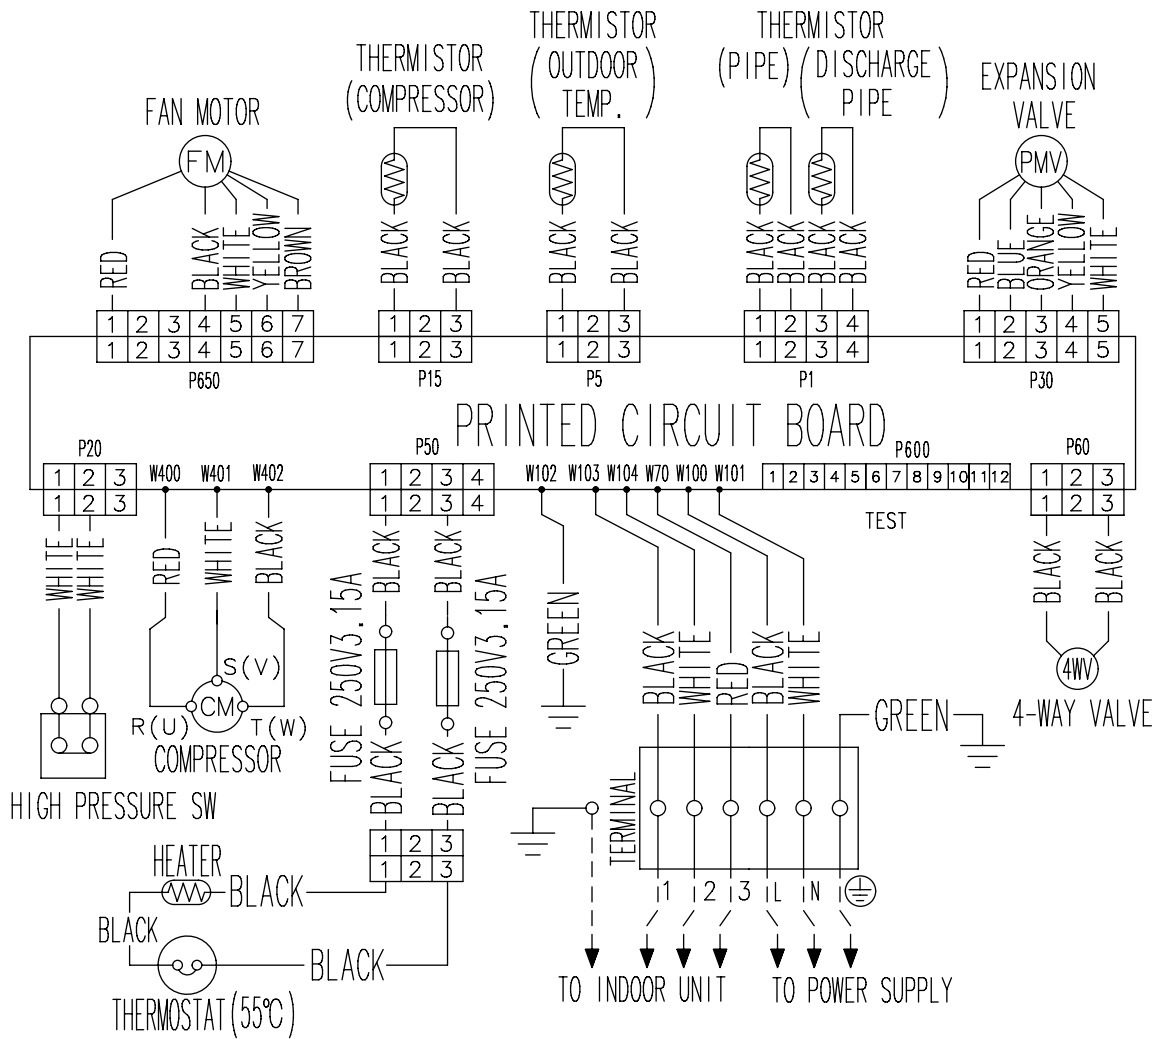 THERMISTOR
(COMPRESSOR)
THERMISTOR
(OUTDOOR
TEMP.)
THERMISTOR
(PIPE) (DISCHARGE
PIPE)
EXPANSION
VALVE
FAN MOTOR
FM
PMV
RED
BLACK
WHITE
YELLOW
BROWN
BLACK
BLACK
BLACK
BLACK
BLACK
BLACK
BLACK
BLACK
RED
BLUE
ORANGE
YELLOW
WHITE
1 2 3 4 5 6 7
1 2 3 4 5 6 7
P650
1 2 3
1 2 3
P15
1 2 3
1 2 3
P5
1 2 3 4
1 2 3 4
P1
1 2 3 4 5
1 2 3 4 5
P30
PRINTED CIRCUIT BOARD
P20
1 2 3
1 2 3
W400 W401 W402
P50
1 2 3 4
1 2 3 4
W102 W103 W104 W70 W100 W101
P600
1 2 3 4 5 6 7 8 9 10 11 12
TEST
P60
1 2 3
1 2 3
WHITE
WHITE
RED
WHITE
BLACK
BLACK
BLACK
FUSE 250V3.15A
FUSE 250V3.15A
GREEN
BLACK
WHITE
RED
BLACK
WHITE
BLACK
BLACK
4WV
4-WAY VALVE
S(V)
CM
R(U) T(W)
COMPRESSOR
HIGH PRESSURE SW
BLACK
BLACK
1 2 3
1 2 3
GREEN
TERMINAL
1 2 3 L N
HEATER
BLACK
BLACK
BLACK
THERMOSTAT(55℃)
TO INDOOR UNIT
TO POWER SUPPLY